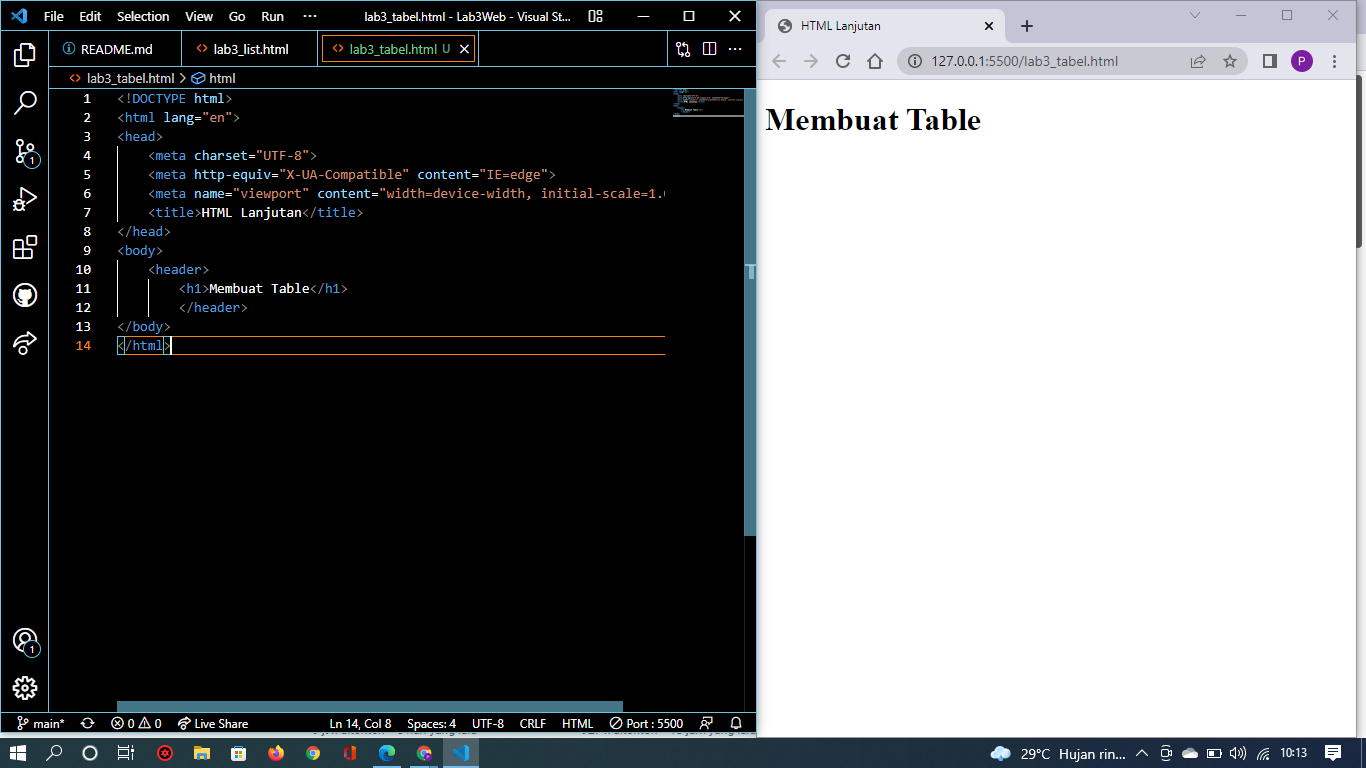 File Edit Selection View Go Run ··· lab3_tabel.html - Lab3Web - Visual St...
README.md lab3_list.html lab3_tabel.html U
lab3_tabel.html > html
1 <!DOCTYPE html>
2 <html lang="en">
3 <head>
4 <meta charset="UTF-8">
5 <meta http-equiv="X-UA-Compatible" content="IE=edge">
6 <meta name="viewport" content="width=device-width, initial-scale=1.0
7 <title>HTML Lanjutan</title>
8 </head>
9 <body>
10 <header>
11 <h1>Membuat Table</h1>
12 </header>
13 </body>
14 </html>
1
1
main* 0 0 Live Share Ln 14, Col 8 Spaces: 4 UTF-8 CRLF HTML Port : 5500
HTML Lanjutan
127.0.0.1:5500/lab3_tabel.html P
Membuat Table
29°C Hujan rin... 10:13